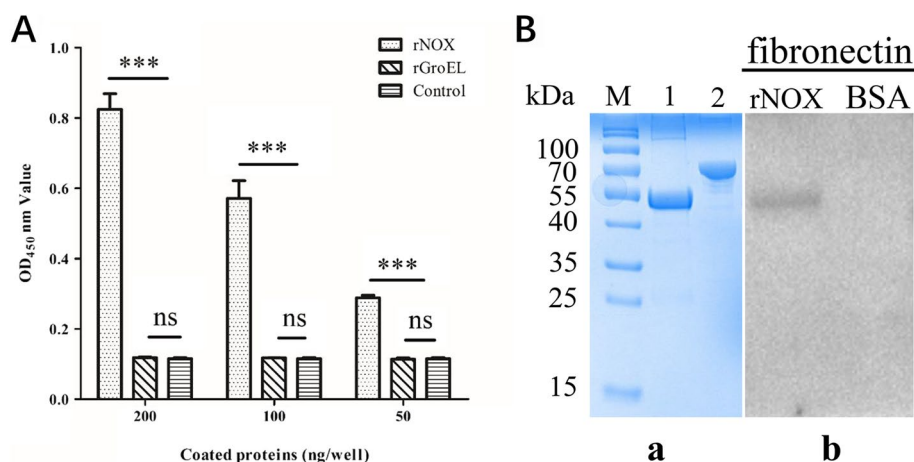 A
1.0
0.8
0.6
0.4
0.2
0.0
OD450 nm Value
***
***
***
ns
ns
ns
rNOX
rGroEL
Control
200
100
50
Coated proteins (ng/well)
B
fibronectin
kDa M 1 2 rNOX BSA
100
70
55
40
35
25
15
a b